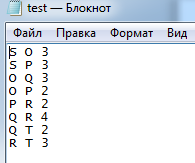 test — Блокнот
Файл Правка Формат Вид
S O 3
S P 3
O Q 3
O P 2
P R 2
Q R 4
Q T 2
R T 3